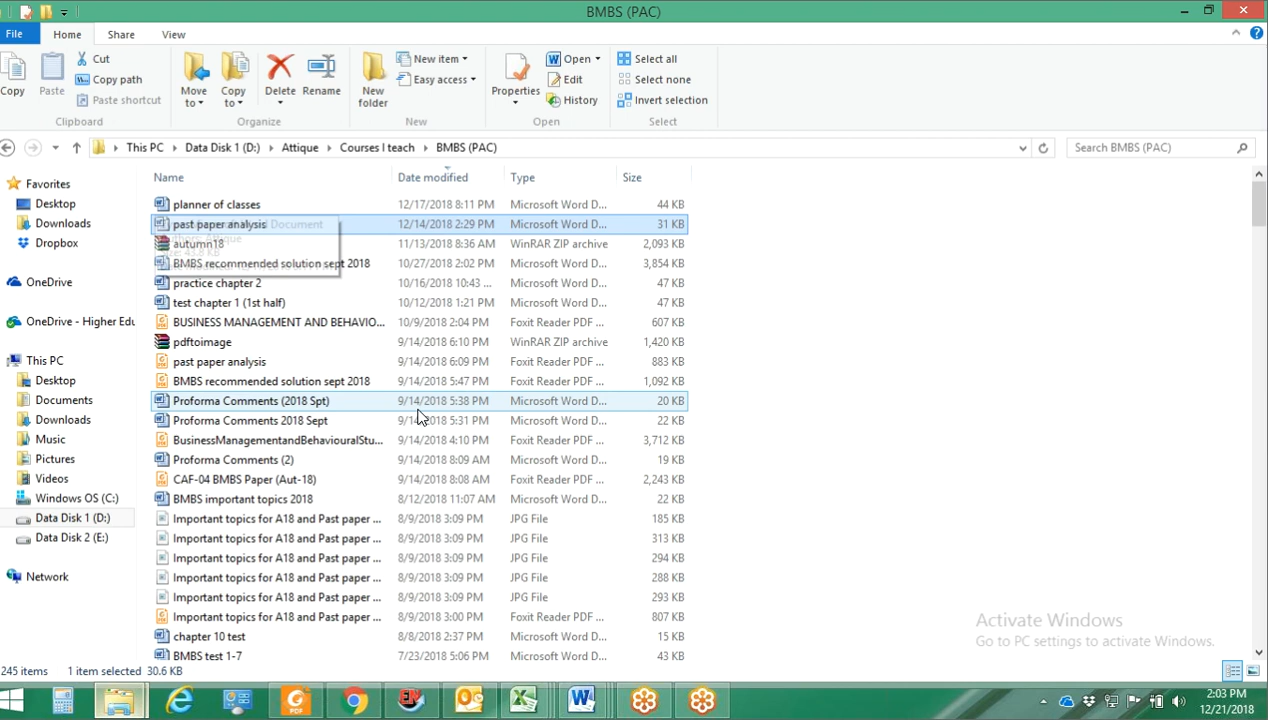 BMBS (PAC)
File Home Share View
Copy Paste Cut Copy path Paste shortcut Move to Copy to Delete Rename New folder New item Easy access Properties Open Edit History Select all Select none Invert selection
Clipboard Organize New Open Select
This PC Data Disk 1 (D:) Attique Courses I teach BMBS (PAC) Search BMBS (PAC)
Name Date modified Type Size
Favorites
Desktop
Downloads
Dropbox
OneDrive
OneDrive - Higher Edu
This PC
Desktop
Documents
Downloads
Music
Pictures
Videos
Windows OS (C:)
Data Disk 1 (D:)
Data Disk 2 (E:)
Network
planner of classes 12/17/2018 8:11 PM Microsoft Word D... 44 KB
past paper analysis 12/14/2018 2:29 PM Microsoft Word D... 31 KB
autumn18 11/13/2018 8:36 AM WinRAR ZIP archive 2,093 KB
BMBS recommended solution sept 2018 10/27/2018 2:02 PM Microsoft Word D... 3,854 KB
practice chapter 2 10/16/2018 10:43 ... Microsoft Word D... 47 KB
test chapter 1 (1st half) 10/12/2018 1:21 PM Microsoft Word D... 47 KB
BUSINESS MANAGEMENT AND BEHAVIO... 10/9/2018 2:04 PM Foxit Reader PDF ... 607 KB
pdftoimage 9/14/2018 6:10 PM WinRAR ZIP archive 1,420 KB
past paper analysis 9/14/2018 6:09 PM Foxit Reader PDF ... 883 KB
BMBS recommended solution sept 2018 9/14/2018 5:47 PM Foxit Reader PDF ... 1,092 KB
Proforma Comments (2018 Spt) 9/14/2018 5:38 PM Microsoft Word D... 20 KB
Proforma Comments 2018 Sept 9/14/2018 5:31 PM Microsoft Word D... 22 KB
BusinessManagementandBehaviouralStu... 9/14/2018 4:10 PM Foxit Reader PDF ... 3,712 KB
Proforma Comments (2) 9/14/2018 8:09 AM Microsoft Word D... 19 KB
CAF-04 BMBS Paper (Aut-18) 9/14/2018 8:08 AM Foxit Reader PDF ... 2,243 KB
BMBS important topics 2018 8/12/2018 11:07 AM Microsoft Word D... 22 KB
Important topics for A18 and Past paper ... 8/9/2018 3:09 PM JPG File 185 KB
Important topics for A18 and Past paper ... 8/9/2018 3:09 PM JPG File 313 KB
Important topics for A18 and Past paper ... 8/9/2018 3:09 PM JPG File 294 KB
Important topics for A18 and Past paper ... 8/9/2018 3:09 PM JPG File 288 KB
Important topics for A18 and Past paper ... 8/9/2018 3:09 PM JPG File 293 KB
Important topics for A18 and Past paper ... 8/9/2018 3:00 PM Foxit Reader PDF ... 807 KB
chapter 10 test 8/8/2018 2:37 PM Microsoft Word D... 15 KB
BMBS test 1-7 7/23/2018 5:06 PM Microsoft Word D... 43 KB
Activate Windows
Go to PC settings to activate Windows.
245 items 1 item selected 30.6 KB
2:03 PM
12/21/2018